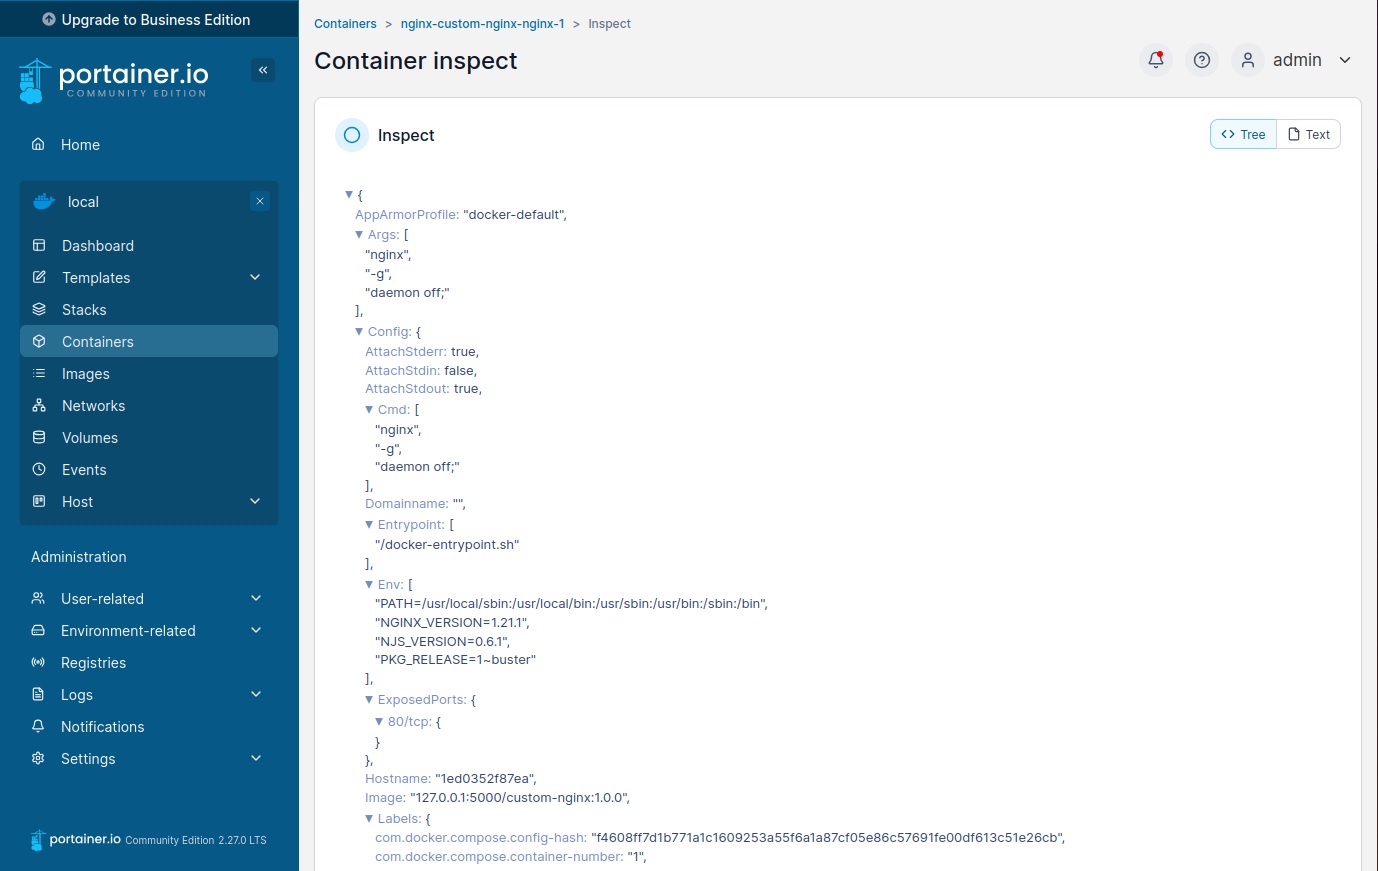 Upgrade to Business Edition
portainer.io
COMMUNITY EDITION
Home
local
Dashboard
Templates
Stacks
Containers
Images
Networks
Volumes
Events
Host
Administration
User-related
Environment-related
Registries
Logs
Notifications
Settings
portainer.io Community Edition 2.27.0 LTS
Containers > nginx-custom-nginx-nginx-1 > Inspect
Container inspect
admin
Inspect
Tree
Text
{
AppArmorProfile: "docker-default",
Args: [
"nginx",
"-g",
"daemon off;"
],
Config: {
AttachStderr: true,
AttachStdin: false,
AttachStdout: true,
Cmd: [
"nginx",
"-g",
"daemon off;"
],
Domainname: "",
Entrypoint: [
"/docker-entrypoint.sh"
],
Env: [
"PATH=/usr/local/sbin:/usr/local/bin:/usr/sbin:/usr/bin:/sbin:/bin",
"NGINX_VERSION=1.21.1",
"NJS_VERSION=0.6.1",
"PKG_RELEASE=1~buster"
],
ExposedPorts: {
80/tcp: {
}
},
Hostname: "1ed0352f87ea",
Image: "127.0.0.1:5000/custom-nginx:1.0.0",
Labels: {
com.docker.compose.config-hash: "f4608ff7d1b771a1c1609253a55f6a1a87cf05e86c57691fe00df613c51e26cb",
com.docker.compose.container-number: "1",